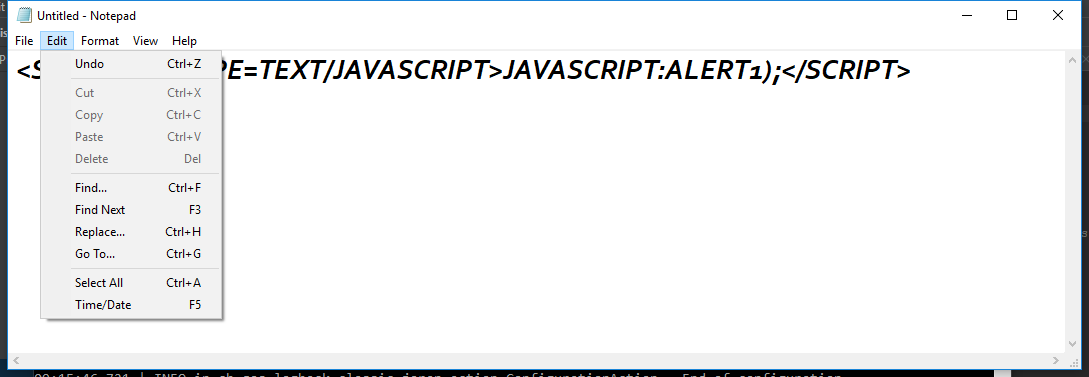 Untitled - Notepad
File Edit Format View Help
<S PE=TEXT/JAVASCRIPT>JAVASCRIPT:ALERT1);</SCRIPT>
Undo Ctrl+Z
Cut Ctrl+X
Copy Ctrl+C
Paste Ctrl+V
Delete Del
Find... Ctrl+F
Find Next F3
Replace... Ctrl+H
Go To... Ctrl+G
Select All Ctrl+A
Time/Date F5